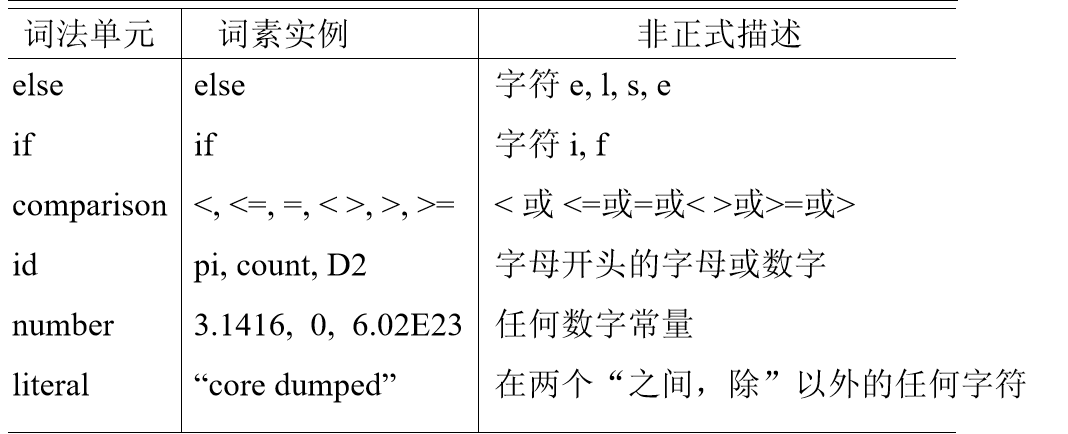 词法单元 词素实例 非正式描述
else else 字符 e, l, s, e
if if 字符 i, f
comparison <, <=, =, < >, >, >= < 或 <=或=或< >或>=或>
id pi, count, D2 字母开头的字母或数字
number 3.1416, 0, 6.02E23 任何数字常量
literal “core dumped” 在两个“之间，除”以外的任何字符